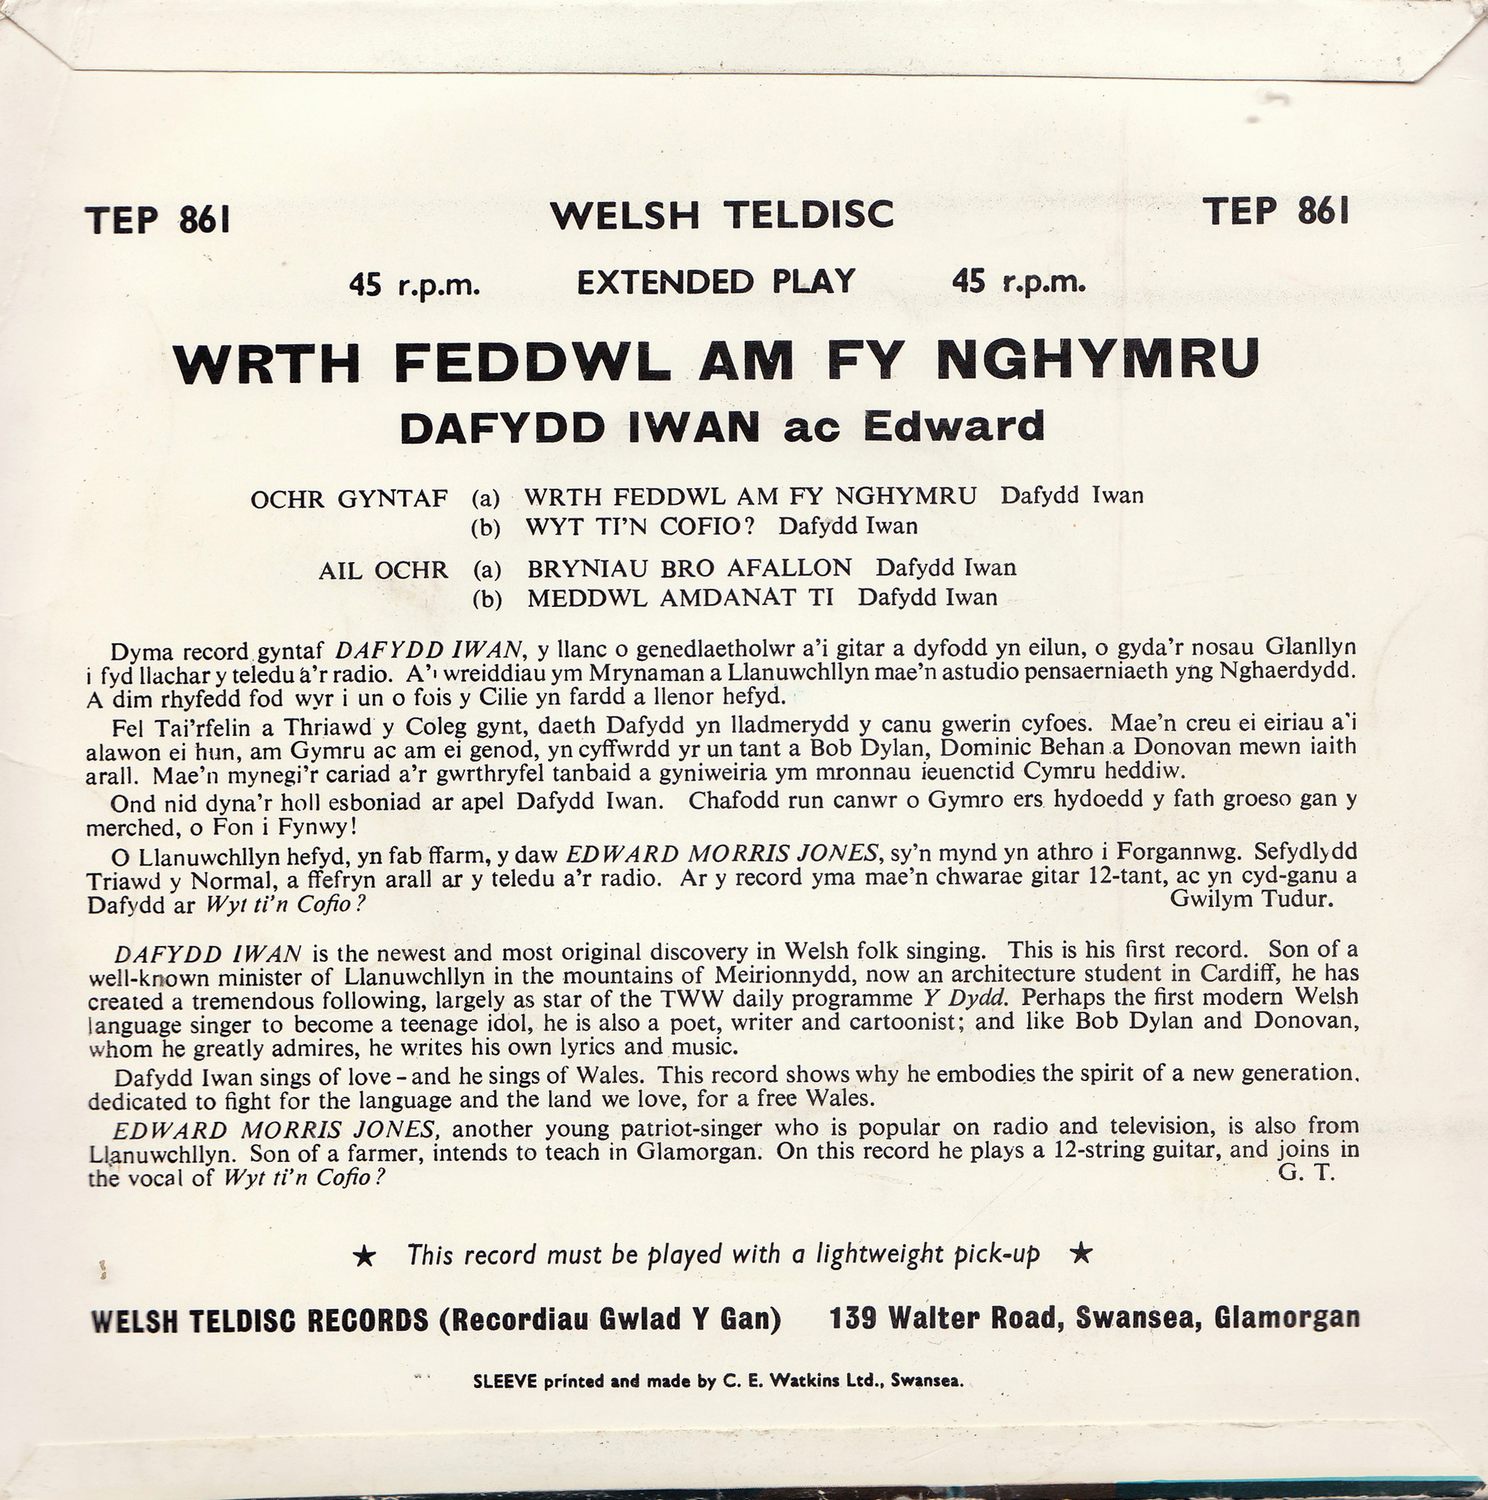 TEP 861 WELSH TELDISC TEP 861
45 r.p.m. EXTENDED PLAY 45 r.p.m.
WRTH FEDDWL AM FY NGHYMRU
DAFYDD IWAN ac Edward
OCHR GYNTAF (a) WRTH FEDDWL AM FY NGHYMRU Dafydd Iwan
(b) WYT TI'N COFIO? Dafydd Iwan
AIL OCHR (a) BRYNIAU BRO AFALLON Dafydd Iwan
(b) MEDDWL AMDANAT TI Dafydd Iwan
Dyma record gyntaf DAFYDD IWAN, y llanc o genedlaetholwr a'i gitar a dyfodd yn eilun, o gyda'r nosau Glanllyn
i fyd llachar y teledu a'r radio. A'i wreiddiau ym Mrynaman a Llanuwchllyn mae'n astudio pensaerniaeth yng Nghaerdydd.
A dim rhyfedd fod wyr i un o fois y Cilie yn fardd a llenor hefyd.
Fel Tai'rfelin a Thriawd y Coleg gynt, daeth Dafydd yn lladmerydd y canu gwerin cyfoes. Mae'n creu ei eiriau a'i
alawon ei hun, am Gymru ac am ei genod, yn cyffwrdd yr un tant a Bob Dylan, Dominic Behan a Donovan mewn iaith
arall. Mae'n mynegi'r cariad a'r gwrthryfel tanbaid a gyniweiria ym mronnau ieuenctid Cymru heddiw.
Ond nid dyna'r holl esboniad ar apel Dafydd Iwan. Chafodd run canwr o Gymro ers hydoedd y fath groeso gan y
merched, o Fon i Fynwy!
O Llanuwchllyn hefyd, yn fab ffarm, y daw EDWARD MORRIS JONES, sy'n mynd yn athro i Forgannwg. Sefydlydd
Triawd y Normal, a ffefryn arall ar y teledu a'r radio. Ar y record yma mae'n chwarae gitar 12-tant, ac yn cyd-ganu a
Dafydd ar Wyt ti'n Cofio? Gwilym Tudur.
DAFYDD IWAN is the newest and most original discovery in Welsh folk singing. This is his first record. Son of a
well-known minister of Llanuwchllyn in the mountains of Meirionnydd, now an architecture student in Cardiff, he has
created a tremendous following, largely as star of the TWW daily programme Y Dydd. Perhaps the first modern Welsh
language singer to become a teenage idol, he is also a poet, writer and cartoonist; and like Bob Dylan and Donovan,
whom he greatly admires, he writes his own lyrics and music.
Dafydd Iwan sings of love – and he sings of Wales. This record shows why he embodies the spirit of a new generation,
dedicated to fight for the language and the land we love, for a free Wales.
EDWARD MORRIS JONES, another young patriot-singer who is popular on radio and television, is also from
Llanuwchllyn. Son of a farmer, intends to teach in Glamorgan. On this record he plays a 12-string guitar, and joins in
the vocal of Wyt ti'n Cofio? G. T.
★ This record must be played with a lightweight pick-up ★
WELSH TELDISC RECORDS (Recordiau Gwlad Y Gan) 139 Walter Road, Swansea, Glamorgan
SLEEVE printed and made by C. E. Watkins Ltd., Swansea.